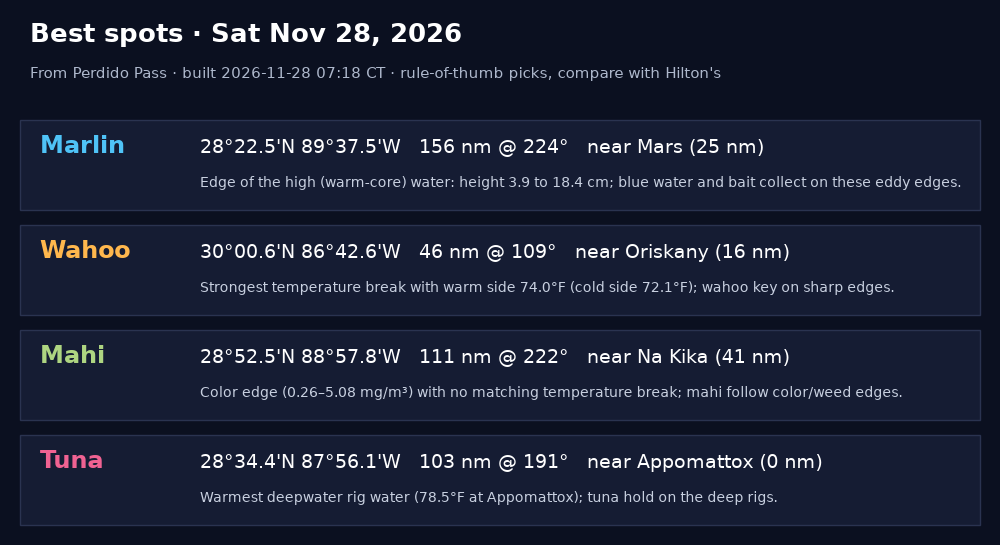 Best spots · Sat Nov 28, 2026
From Perdido Pass · built 2026-11-28 07:18 CT · rule-of-thumb picks, compare with Hilton's
Marlin 28°22.5'N 89°37.5'W 156 nm @ 224° near Mars (25 nm)
Edge of the high (warm-core) water: height 3.9 to 18.4 cm; blue water and bait collect on these eddy edges.
Wahoo 30°00.6'N 86°42.6'W 46 nm @ 109° near Oriskany (16 nm)
Strongest temperature break with warm side 74.0°F (cold side 72.1°F); wahoo key on sharp edges.
Mahi 28°52.5'N 88°57.8'W 111 nm @ 222° near Na Kika (41 nm)
Color edge (0.26–5.08 mg/m³) with no matching temperature break; mahi follow color/weed edges.
Tuna 28°34.4'N 87°56.1'W 103 nm @ 191° near Appomattox (0 nm)
Warmest deepwater rig water (78.5°F at Appomattox); tuna hold on the deep rigs.